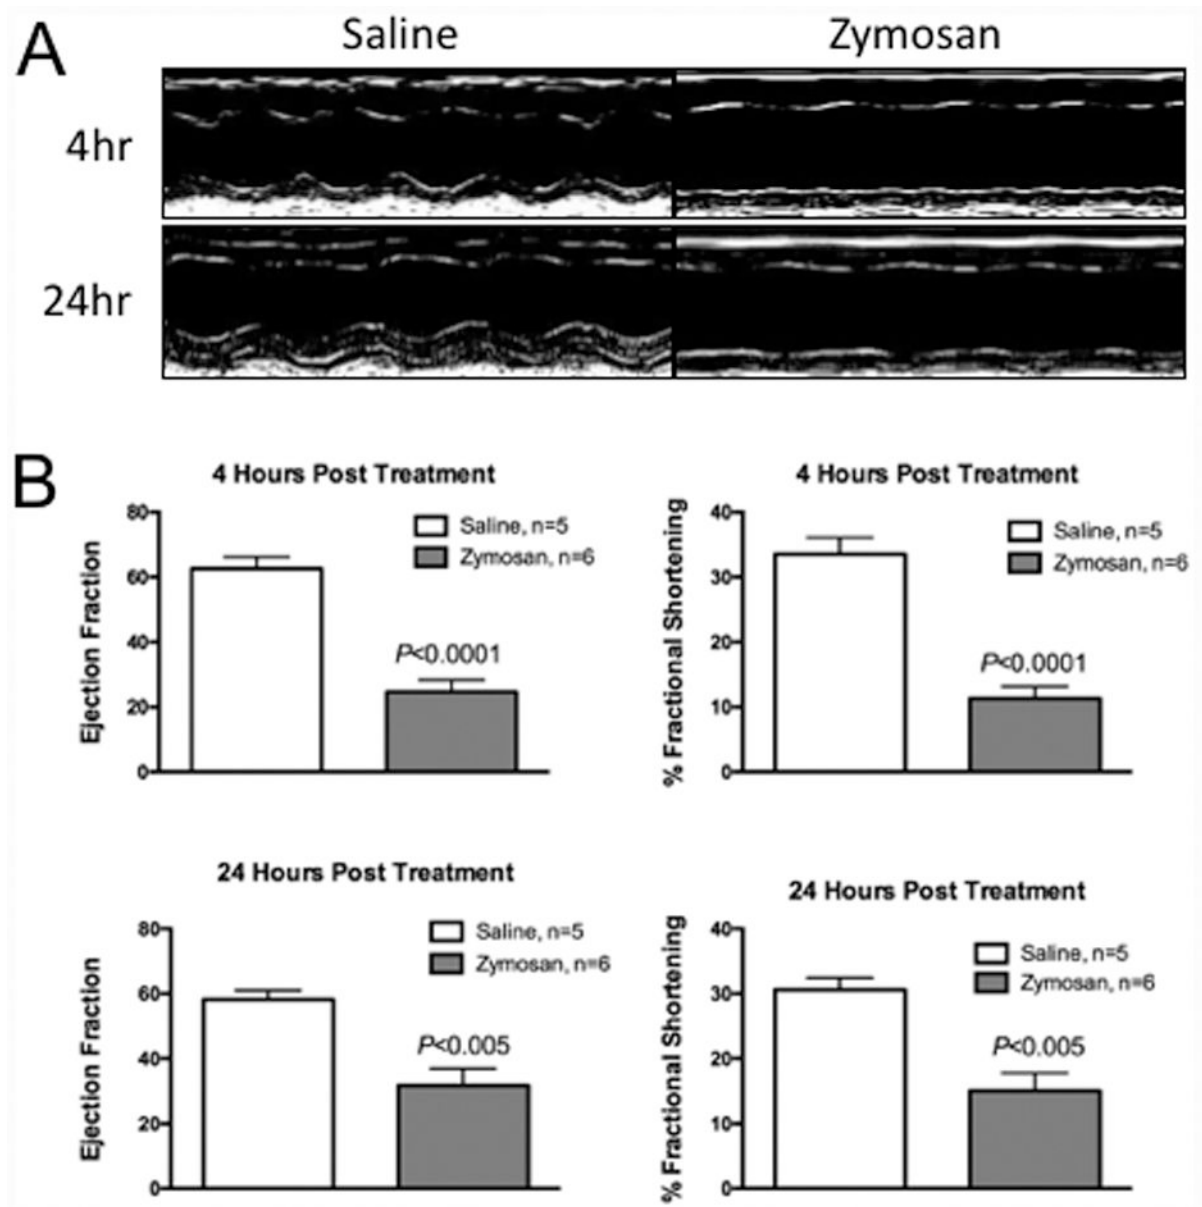 A
Saline
Zymosan
4hr
24hr
B
4 Hours Post Treatment
80
60
40
20
0
Ejection Fraction
Saline, n=5
Zymosan, n=6
P<0.0001
4 Hours Post Treatment
40
30
20
10
0
% Fractional Shortening
Saline, n=5
Zymosan, n=6
P<0.0001
24 Hours Post Treatment
80
60
40
20
0
Ejection Fraction
Saline, n=5
Zymosan, n=6
P<0.005
24 Hours Post Treatment
40
30
20
10
0
% Fractional Shortening
Saline, n=5
Zymosan, n=6
P<0.005